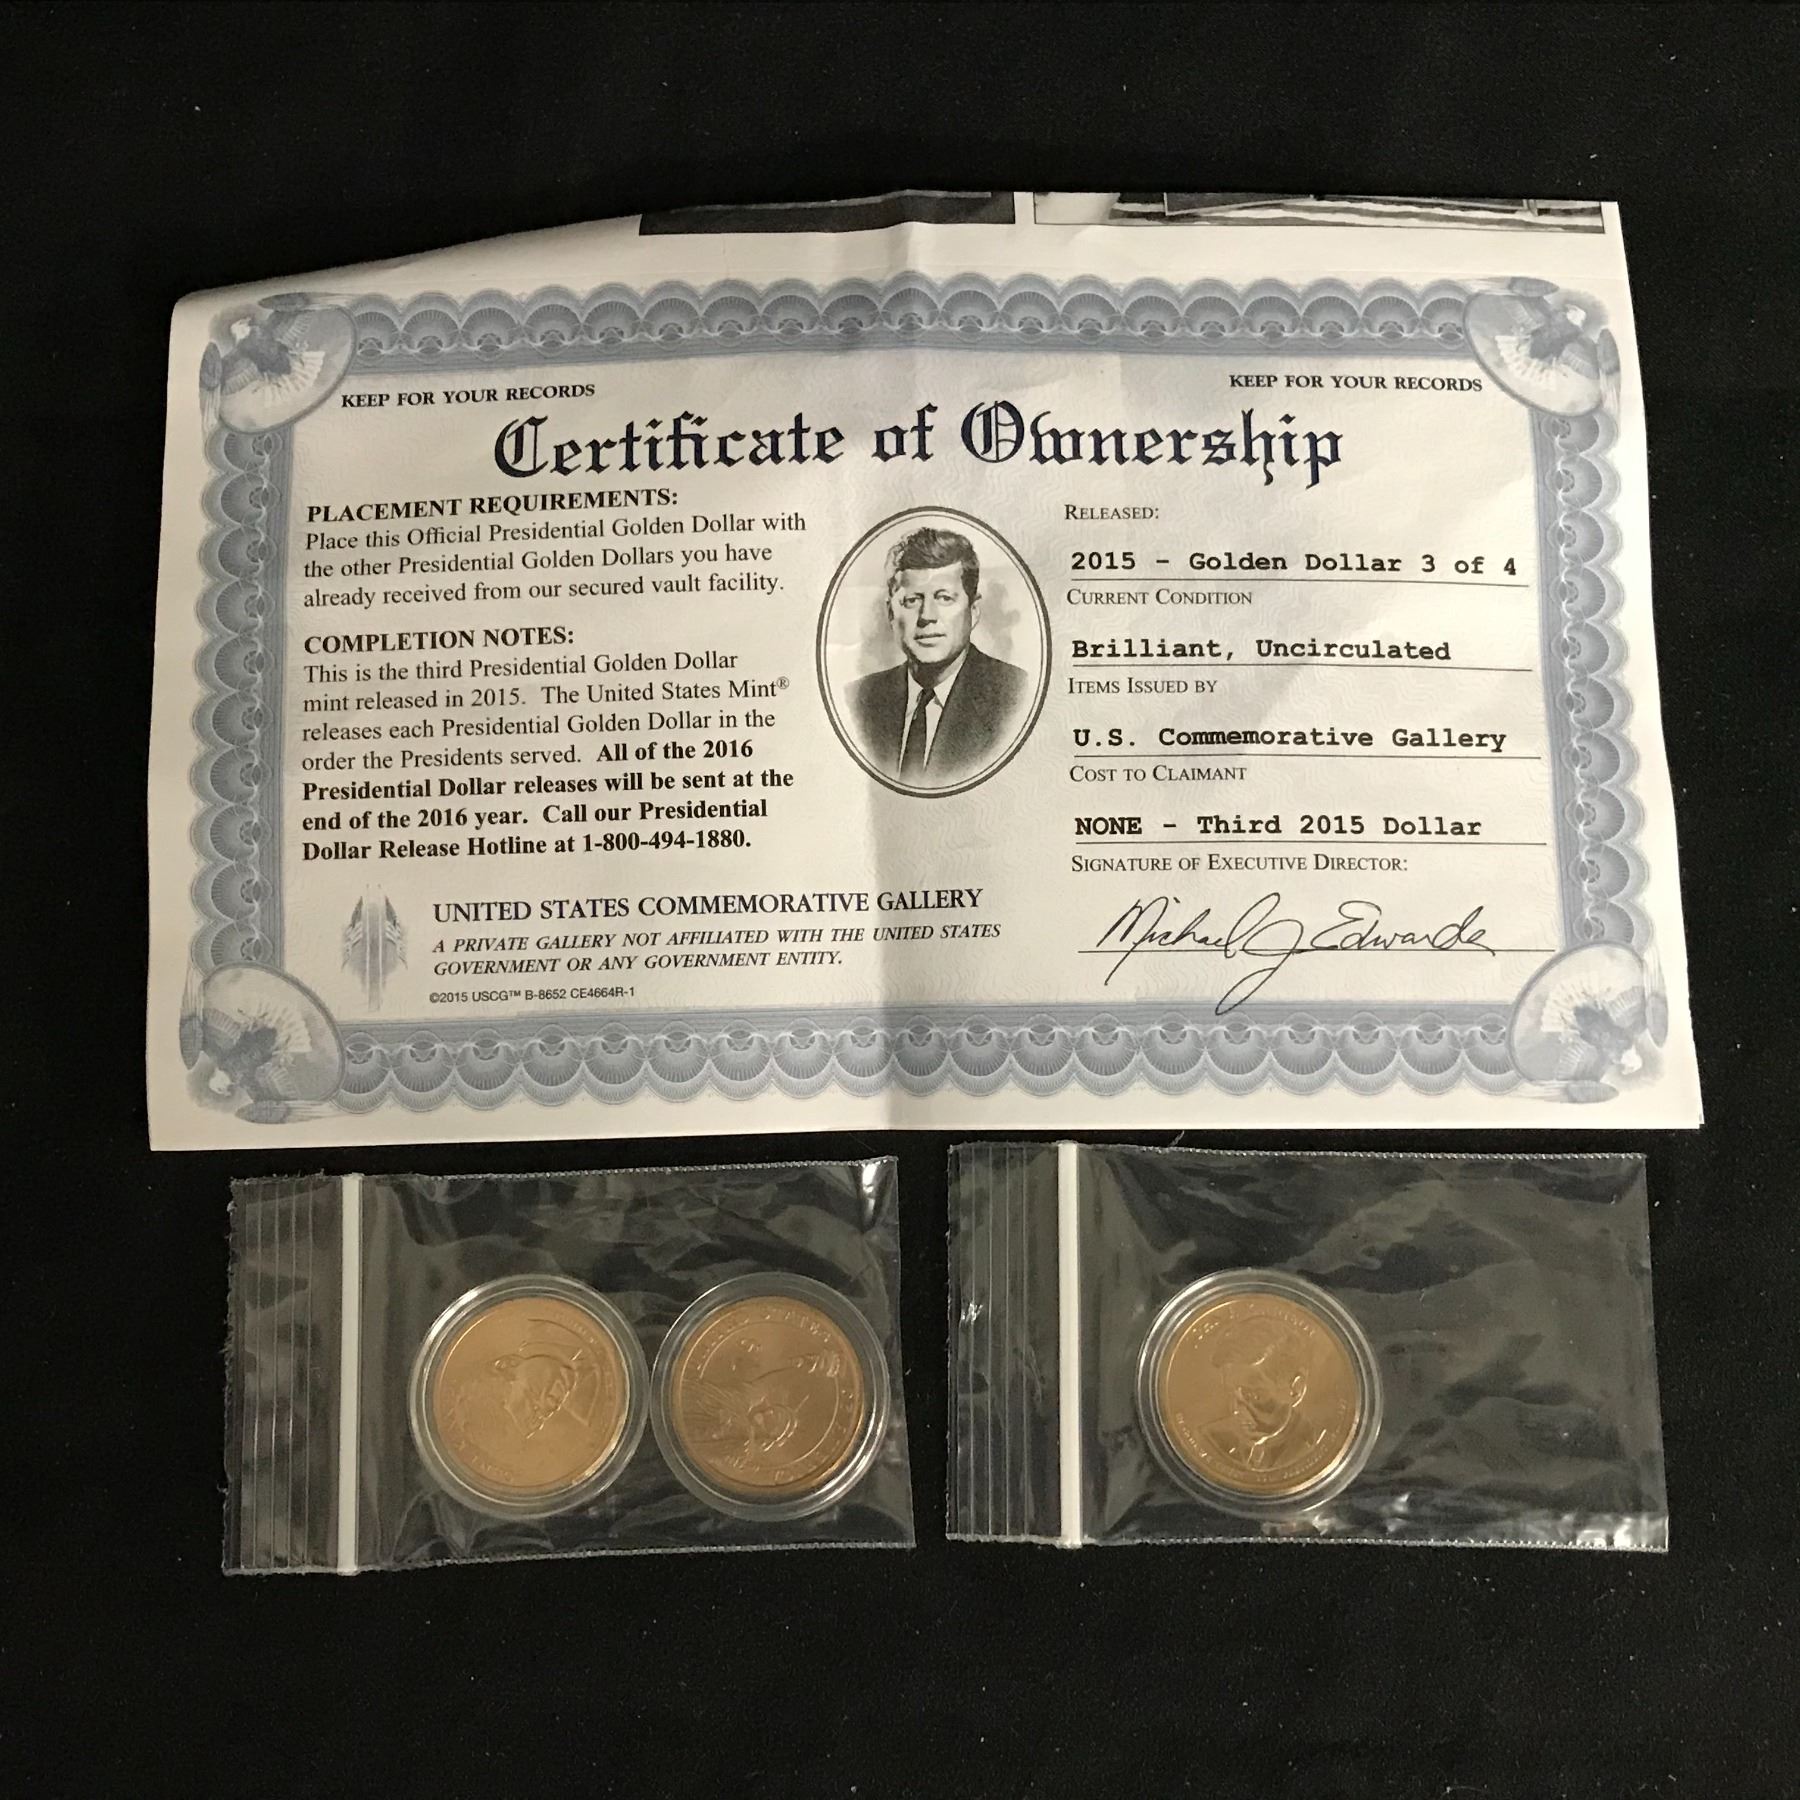 KEEP FOR YOUR RECORDS
KEEP FOR YOUR RECORDS
Certificate of Ownership
PLACEMENT REQUIREMENTS:
Place this Official Presidential Golden Dollar with
the other Presidential Golden Dollars you have
already received from our secured vault facility.
COMPLETION NOTES:
This is the third Presidential Golden Dollar
mint released in 2015. The United States Mint®
releases each Presidential Golden Dollar in the
order the Presidents served. All of the 2016
Presidential Dollar releases will be sent at the
end of the 2016 year. Call our Presidential
Dollar Release Hotline at 1-800-494-1880.
UNITED STATES COMMEMORATIVE GALLERY
A PRIVATE GALLERY NOT AFFILIATED WITH THE UNITED STATES
GOVERNMENT OR ANY GOVERNMENT ENTITY.
©2015 USCG™ B-8652 CE4664R-1
RELEASED:
2015 - Golden Dollar 3 of 4
CURRENT CONDITION
Brilliant, Uncirculated
ITEMS ISSUED BY
U.S. Commemorative Gallery
COST TO CLAIMANT
NONE - Third 2015 Dollar
SIGNATURE OF EXECUTIVE DIRECTOR:
Michael J Edwards
UNITED STATES